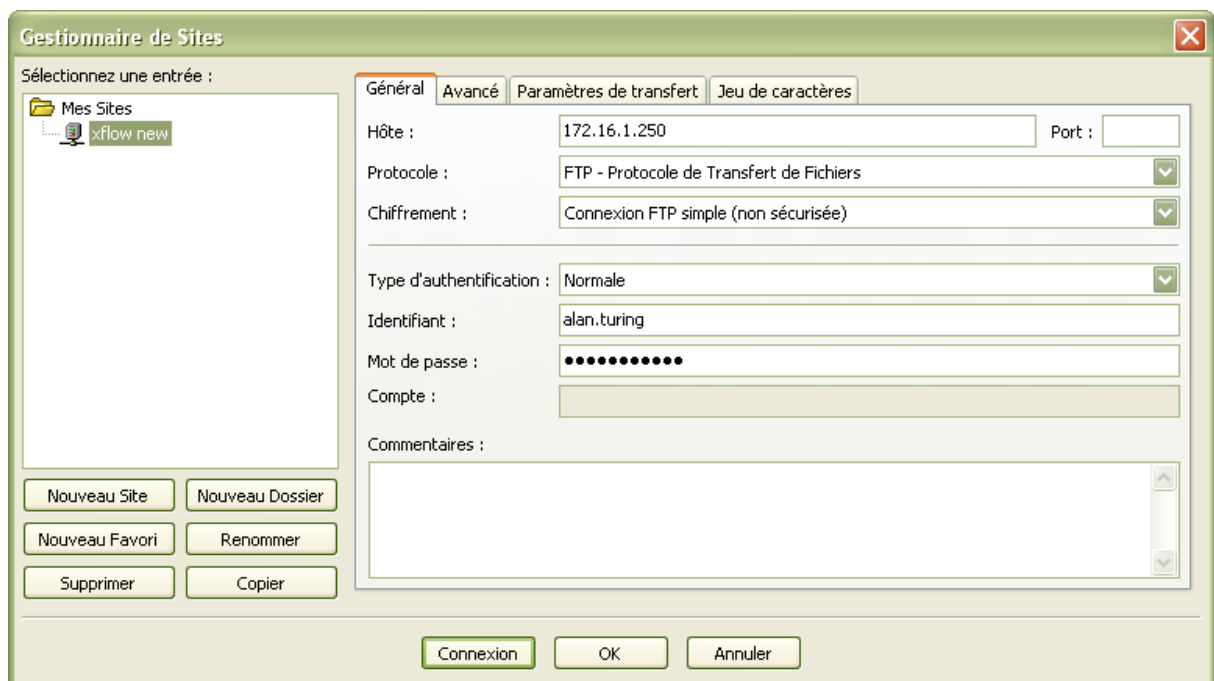 Gestionnaire de Sites
Sélectionnez une entrée :
Mes Sites
xflow new
Nouveau Site
Nouveau Dossier
Nouveau Favori
Renommer
Supprimer
Copier
Général
Avancé
Paramètres de transfert
Jeu de caractères
Hôte : 172.16.1.250 Port :
Protocole : FTP - Protocole de Transfert de Fichiers
Chiffrement : Connexion FTP simple (non sécurisée)
Type d'authentification : Normale
Identifiant : alan.turing
Mot de passe : ●●●●●●●●●●●
Compte :
Commentaires :
Connexion
OK
Annuler